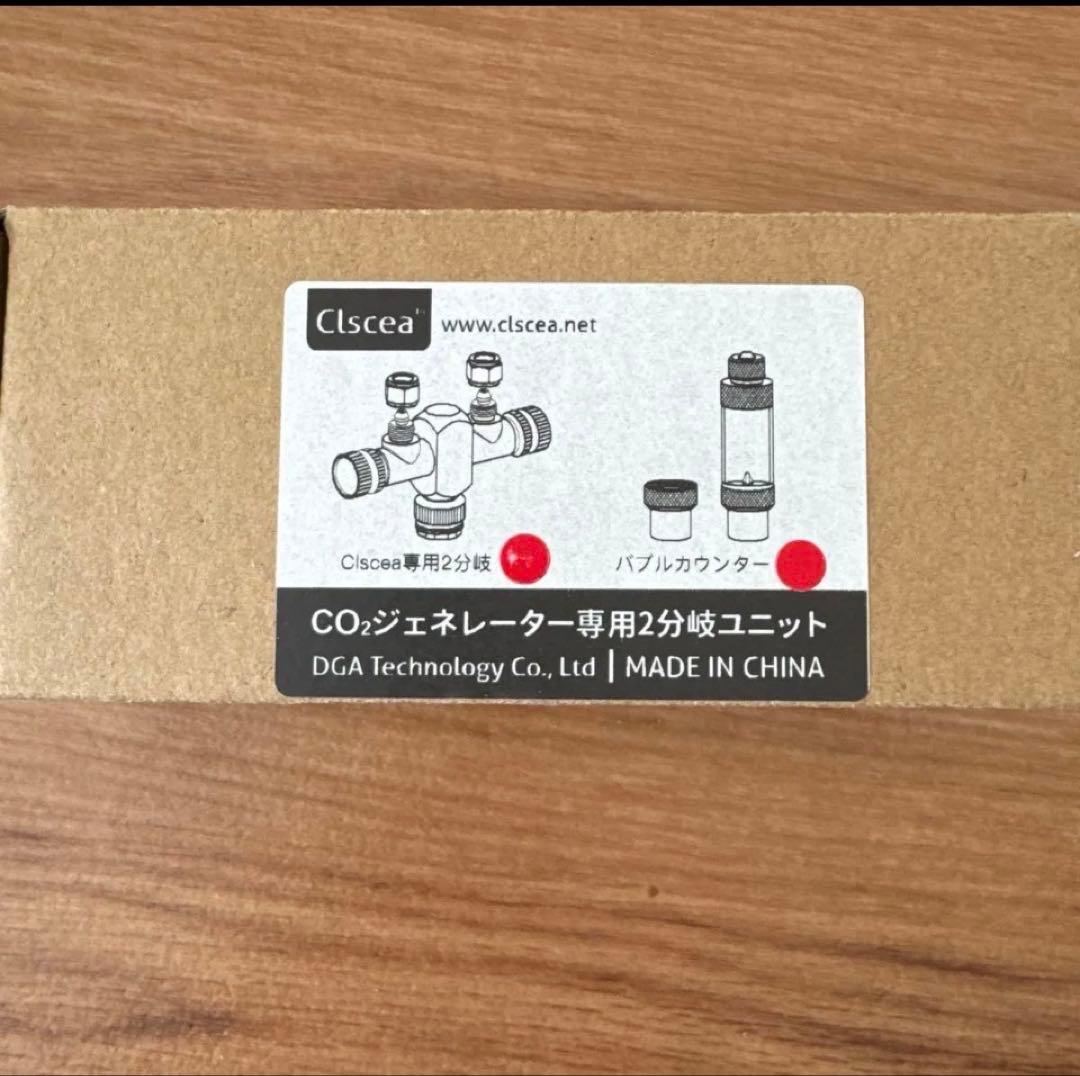 Clscea www.clscea.net
Clscea専用2分岐 バブルカウンター
CO₂ジェネレーター専用2分岐ユニット
DGA Technology Co., Ltd | MADE IN CHINA